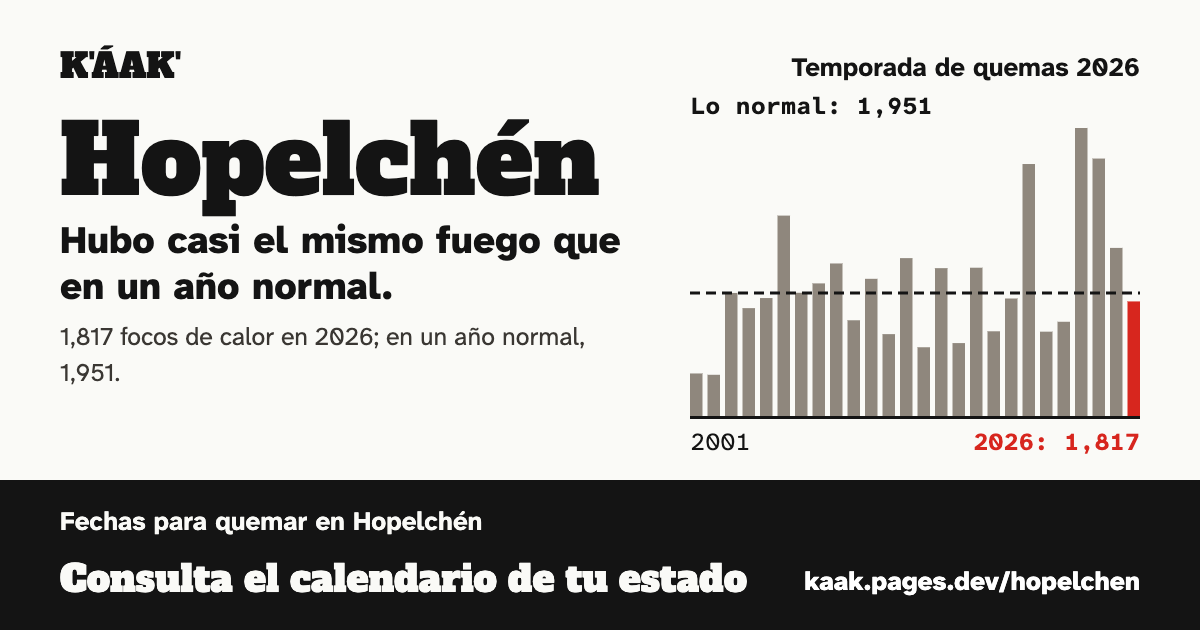 K'ÁAK'
Hopelchén
Hubo casi el mismo fuego que
en un año normal.
1,817 focos de calor en 2026; en un año normal,
1,951.
Temporada de quemas 2026
Lo normal: 1,951
2001
2026: 1,817
Fechas para quemar en Hopelchén
Consulta el calendario de tu estado
kaak.pages.dev/hopelchen